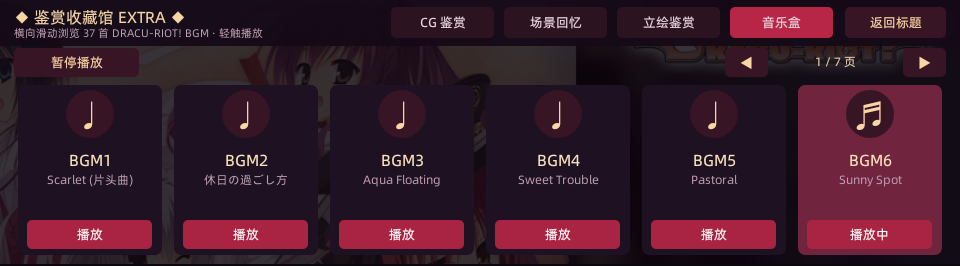 ◆ 鉴赏收藏馆 EXTRA ◆
横向滑动浏览 37 首 DRACU-RIOT! BGM · 轻触播放
CG 鉴赏
场景回忆
立绘鉴赏
音乐盒
返回标题
暂停播放
◀
1 / 7 页
▶
BGM1
Scarlet (片头曲)
播放
BGM2
休日の過ごし方
播放
BGM3
Aqua Floating
播放
BGM4
Sweet Trouble
播放
BGM5
Pastoral
播放
BGM6
Sunny Spot
播放中